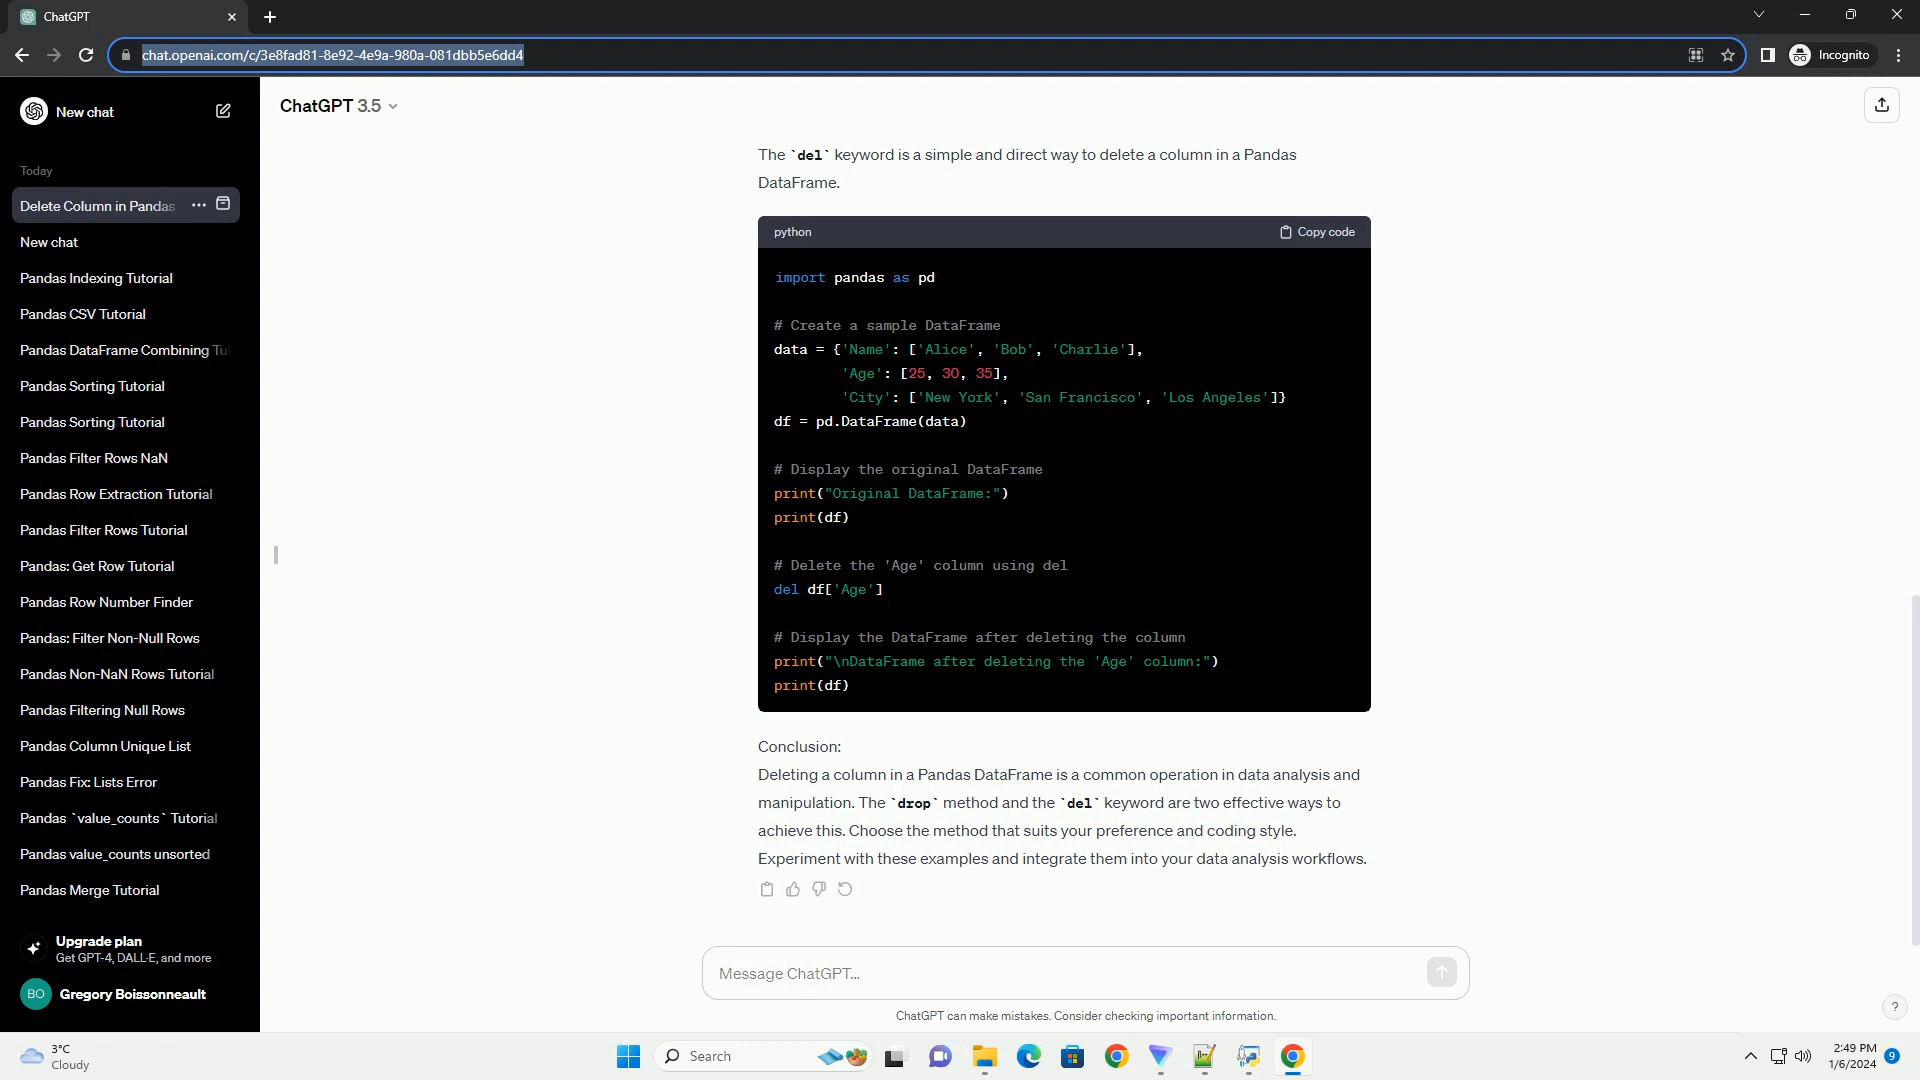 ChatGPT
chat.openai.com/c/3e8fad81-8e92-4e9a-980a-081dbb5e6dd4
Incognito
New chat
ChatGPT 3.5
Today
Delete Column in Pandas
New chat
Pandas Indexing Tutorial
Pandas CSV Tutorial
Pandas DataFrame Combining Tu
Pandas Sorting Tutorial
Pandas Sorting Tutorial
Pandas Filter Rows NaN
Pandas Row Extraction Tutorial
Pandas Filter Rows Tutorial
Pandas: Get Row Tutorial
Pandas Row Number Finder
Pandas: Filter Non-Null Rows
Pandas Non-NaN Rows Tutorial
Pandas Filtering Null Rows
Pandas Column Unique List
Pandas Fix: Lists Error
Pandas `value_counts` Tutorial
Pandas value_counts unsorted
Pandas Merge Tutorial
Upgrade plan
Get GPT-4, DALL·E, and more
BO Gregory Boissonneault
The `del` keyword is a simple and direct way to delete a column in a Pandas
DataFrame.
python Copy code
import pandas as pd
# Create a sample DataFrame
data = {'Name': ['Alice', 'Bob', 'Charlie'],
'Age': [25, 30, 35],
'City': ['New York', 'San Francisco', 'Los Angeles']}
df = pd.DataFrame(data)
# Display the original DataFrame
print("Original DataFrame:")
print(df)
# Delete the 'Age' column using del
del df['Age']
# Display the DataFrame after deleting the column
print("\nDataFrame after deleting the 'Age' column:")
print(df)
Conclusion:
Deleting a column in a Pandas DataFrame is a common operation in data analysis and
manipulation. The `drop` method and the `del` keyword are two effective ways to
achieve this. Choose the method that suits your preference and coding style.
Experiment with these examples and integrate them into your data analysis workflows.
Message ChatGPT...
ChatGPT can make mistakes. Consider checking important information.
?
3°C
Cloudy
Search
2:49 PM
1/6/2024
9